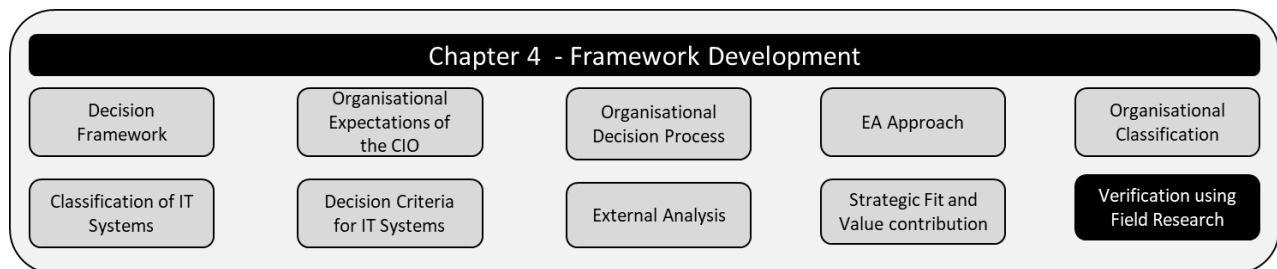 Chapter 4  - Framework Development
Decision
Framework
Organisational
Expectations of
the CIO
Organisational
Decision Process
EA Approach
Organisational
Classification
Classification of IT
Systems
Decision Criteria
for IT Systems
External Analysis
Strategic Fit and
Value contribution
Verification using
Field Research